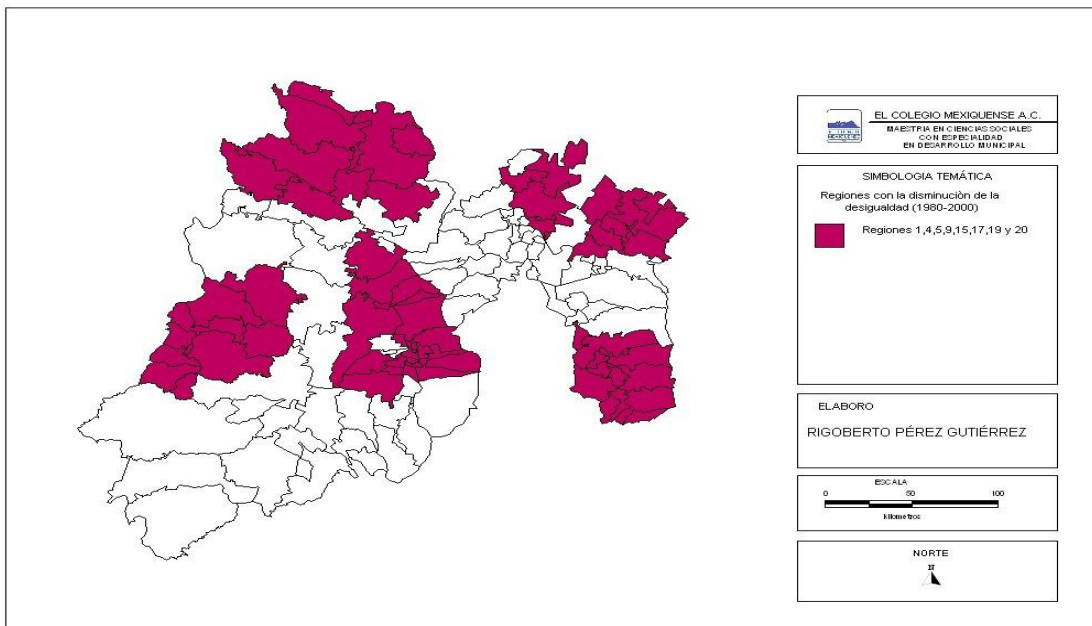 EL COLEGIO MEXIQUENSE A.C.
MAESTRIA EN CIENCIAS SOCIALES
CON ESPECIALIDAD
EN DESARROLLO MUNICIPAL
SIMBOLOGIA TEMÁTICA
Regiones con la disminuciòn de la
desigualdad (1980-2000)
Regiones 1,4,5,9,15,17,19 y 20
ELABORO
RIGOBERTO PÉREZ GUTIÉRREZ
ESCALA
0 50 100
kilometros
NORTE
N